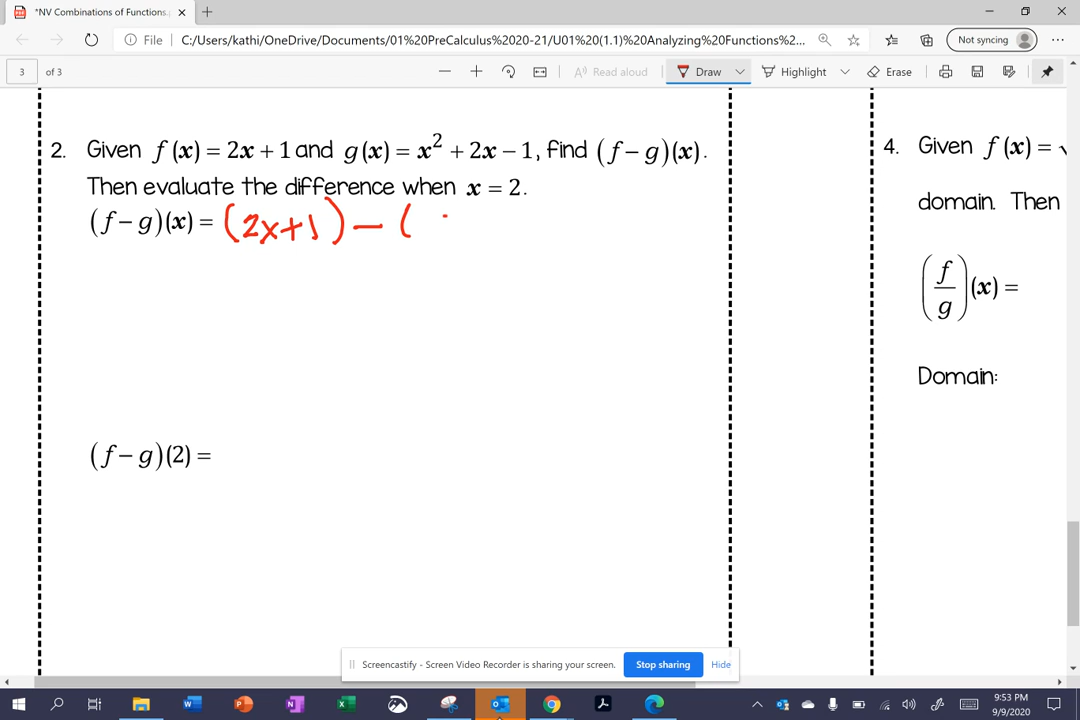 *NV Combinations of Functions.
File C:/Users/kathi/OneDrive/Documents/01%20PreCalculus%2020-21/U01%20(1.1)%20Analyzing%20Functions%2... Not syncing
3 of 3 Read aloud Draw Highlight Erase
2. Given f(x) = 2x + 1 and g(x) = x² + 2x − 1, find (f − g)(x).
Then evaluate the difference when x = 2.
(f − g)(x) = (2x+1) − (
(f − g)(2) =
4. Given f(x) = √
domain. Then
(f/g)(x) =
Domain:
Screencastify - Screen Video Recorder is sharing your screen. Stop sharing Hide
9:53 PM
9/9/2020